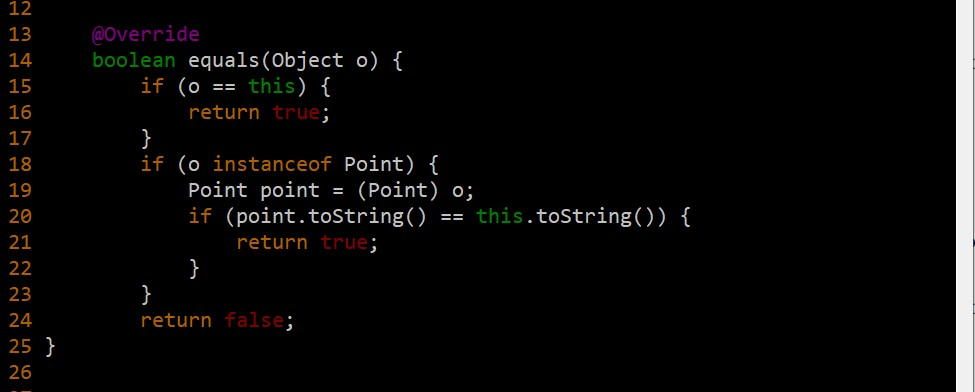 12
13     @Override
14     boolean equals(Object o) {
15         if (o == this) {
16             return true;
17         }
18         if (o instanceof Point) {
19             Point point = (Point) o;
20             if (point.toString() == this.toString()) {
21                 return true;
22             }
23         }
24         return false;
25 }
26